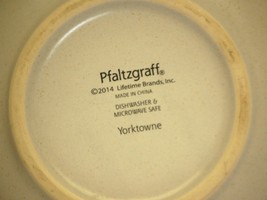 Pfaltzgraff®
©2014 Lifetime Brands, Inc.
MADE IN CHINA
DISHWASHER &
MICROWAVE SAFE
Yorktowne